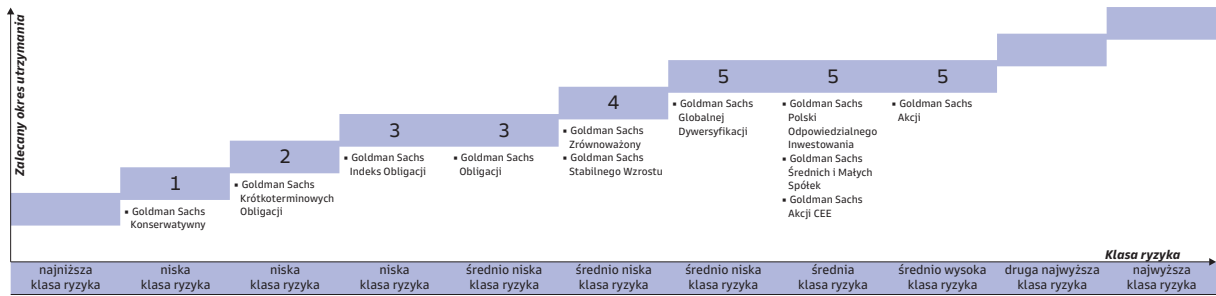 Zalecany okres utrzymania
1
▪ Goldman Sachs
Konserwatywny
2
▪ Goldman Sachs
Krótkoterminowych
Obligacji
3
▪ Goldman Sachs
Indeks Obligacji
3
▪ Goldman Sachs
Obligacji
4
▪ Goldman Sachs
Zrównoważony
▪ Goldman Sachs
Stabilnego Wzrostu
5
▪ Goldman Sachs
Globalnej
Dywersyfikacji
5
▪ Goldman Sachs
Polski
Odpowiedzialnego
Inwestowania
▪ Goldman Sachs
Średnich i Małych
Spółek
▪ Goldman Sachs
Akcji CEE
5
▪ Goldman Sachs
Akcji
Klasa ryzyka
najniższa
klasa ryzyka
niska
klasa ryzyka
niska
klasa ryzyka
niska
klasa ryzyka
średnio niska
klasa ryzyka
średnio niska
klasa ryzyka
średnio niska
klasa ryzyka
średnia
klasa ryzyka
średnio wysoka
klasa ryzyka
druga najwyższa
klasa ryzyka
najwyższa
klasa ryzyka